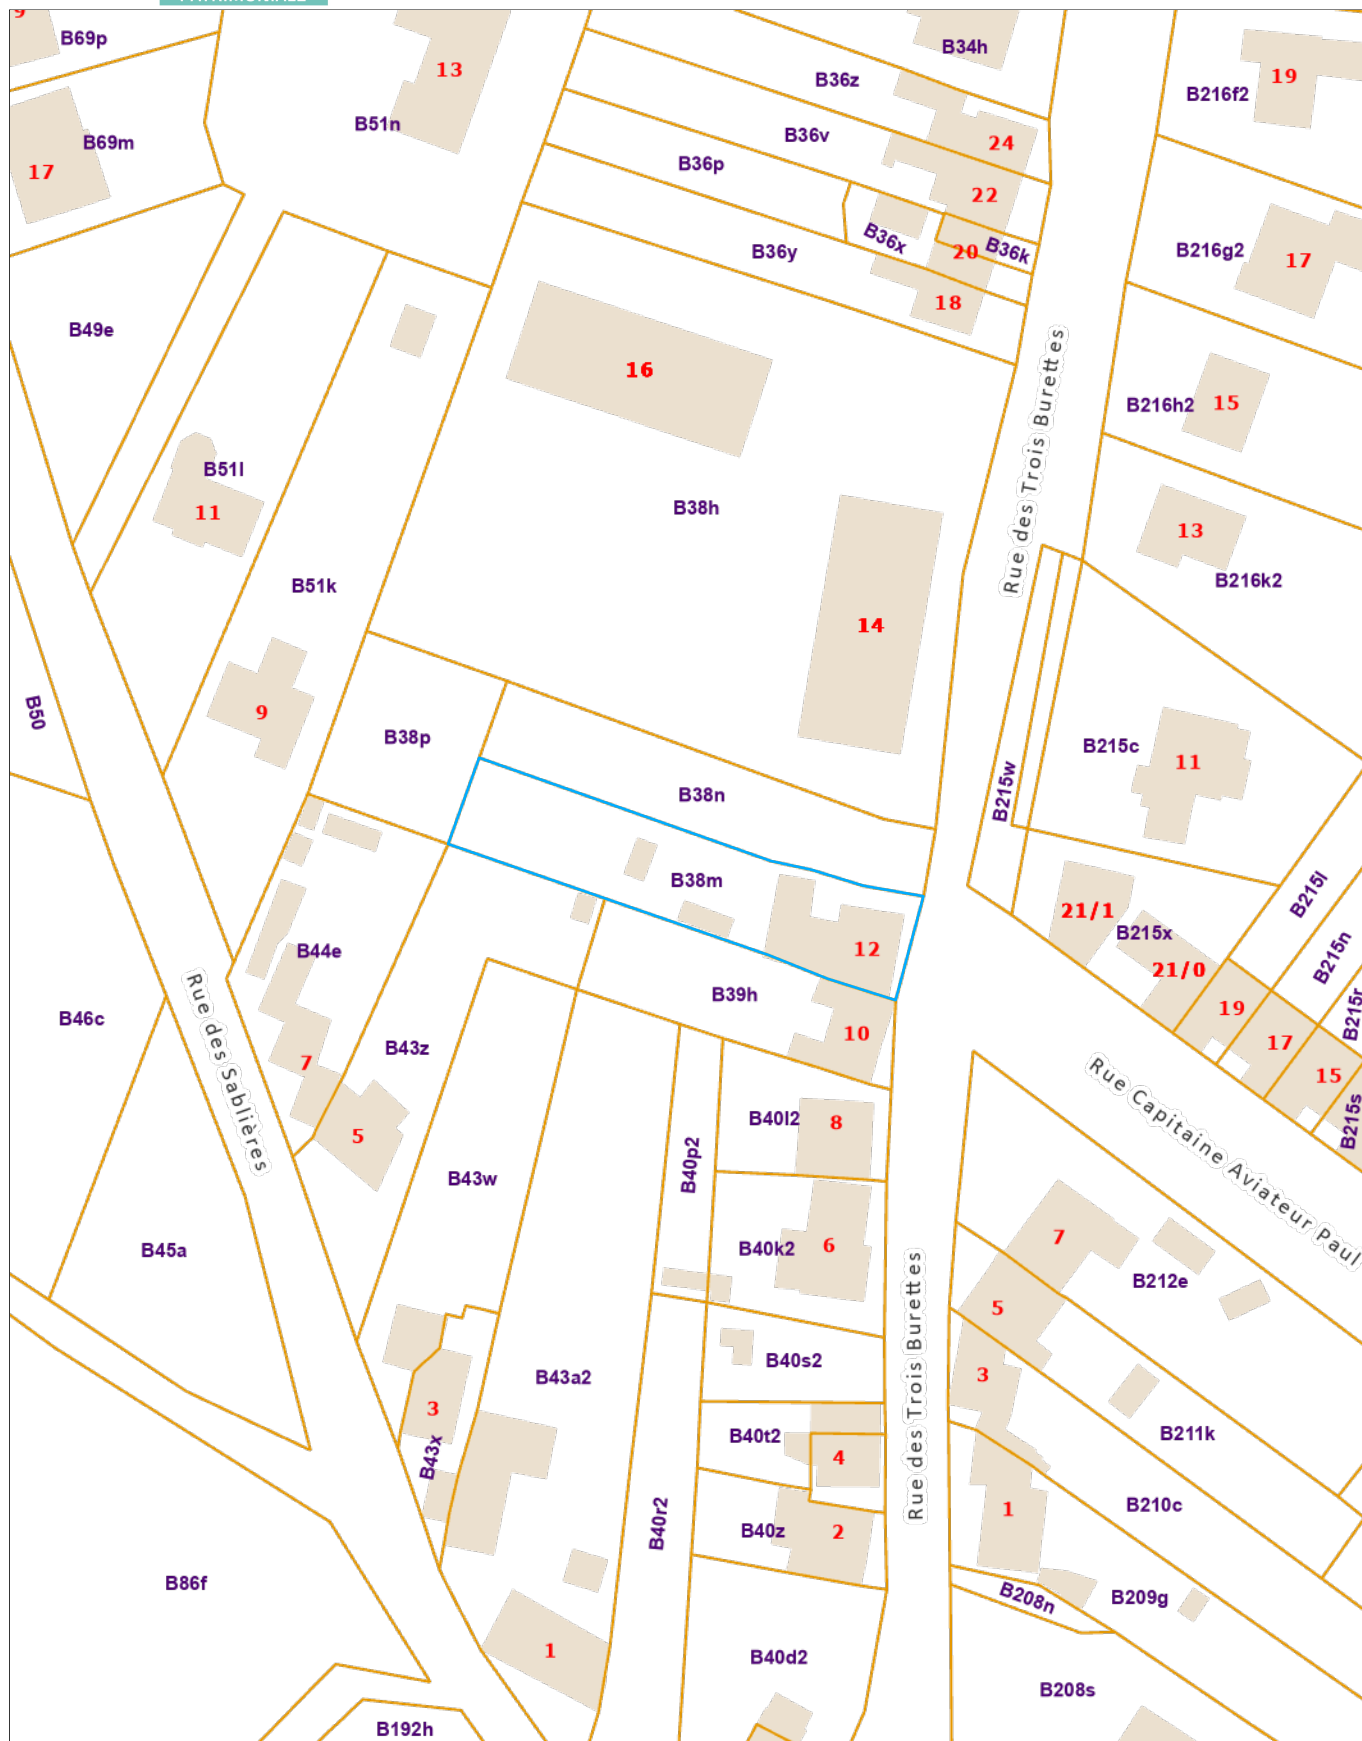 PATRIMONIALE
9
B69p
13
B34h
B36z
19
B216f2
B51n
B36v
24
B69m
B36p
17
22
B36x
20
B36k
B216g2
17
B36y
18
B49e
16
15
B216h2
Rue des Trois Burettes
B51l
11
B38h
13
B216k2
B51k
14
B50
9
B38p
B215c
11
B215w
B38n
B38m
B215l
21/1
B215x
B44e
12
B215n
21/0
B39h
19
B215r
B46c
10
17
Rue des Sablières
B43z
7
15
Rue Capitaine Aviateur Paul
B40l2
8
B215s
5
B40p2
B43w
B45a
B40k2
6
7
B212e
5
Rue des Trois Burettes
B40s2
3
B43a2
3
B40t2
B211k
B43x
4
B210c
B40r2
B40z
2
1
B86f
B208n
B209g
1
B40d2
B208s
B192h